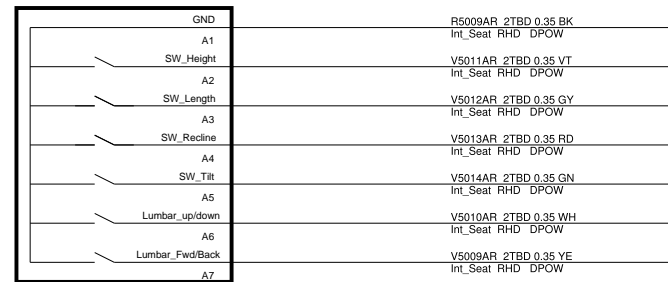 GND
R5009AR 2TBD 0.35 BK
Int_Seat RHD DPOW
A1
SW_Height
V5011AR 2TBD 0.35 VT
Int_Seat RHD DPOW
A2
SW_Length
V5012AR 2TBD 0.35 GY
Int_Seat RHD DPOW
A3
SW_Recline
V5013AR 2TBD 0.35 RD
Int_Seat RHD DPOW
A4
SW_Tilt
V5014AR 2TBD 0.35 GN
Int_Seat RHD DPOW
A5
Lumbar_up/down
V5010AR 2TBD 0.35 WH
Int_Seat RHD DPOW
A6
Lumbar_Fwd/Back
V5009AR 2TBD 0.35 YE
Int_Seat RHD DPOW
A7